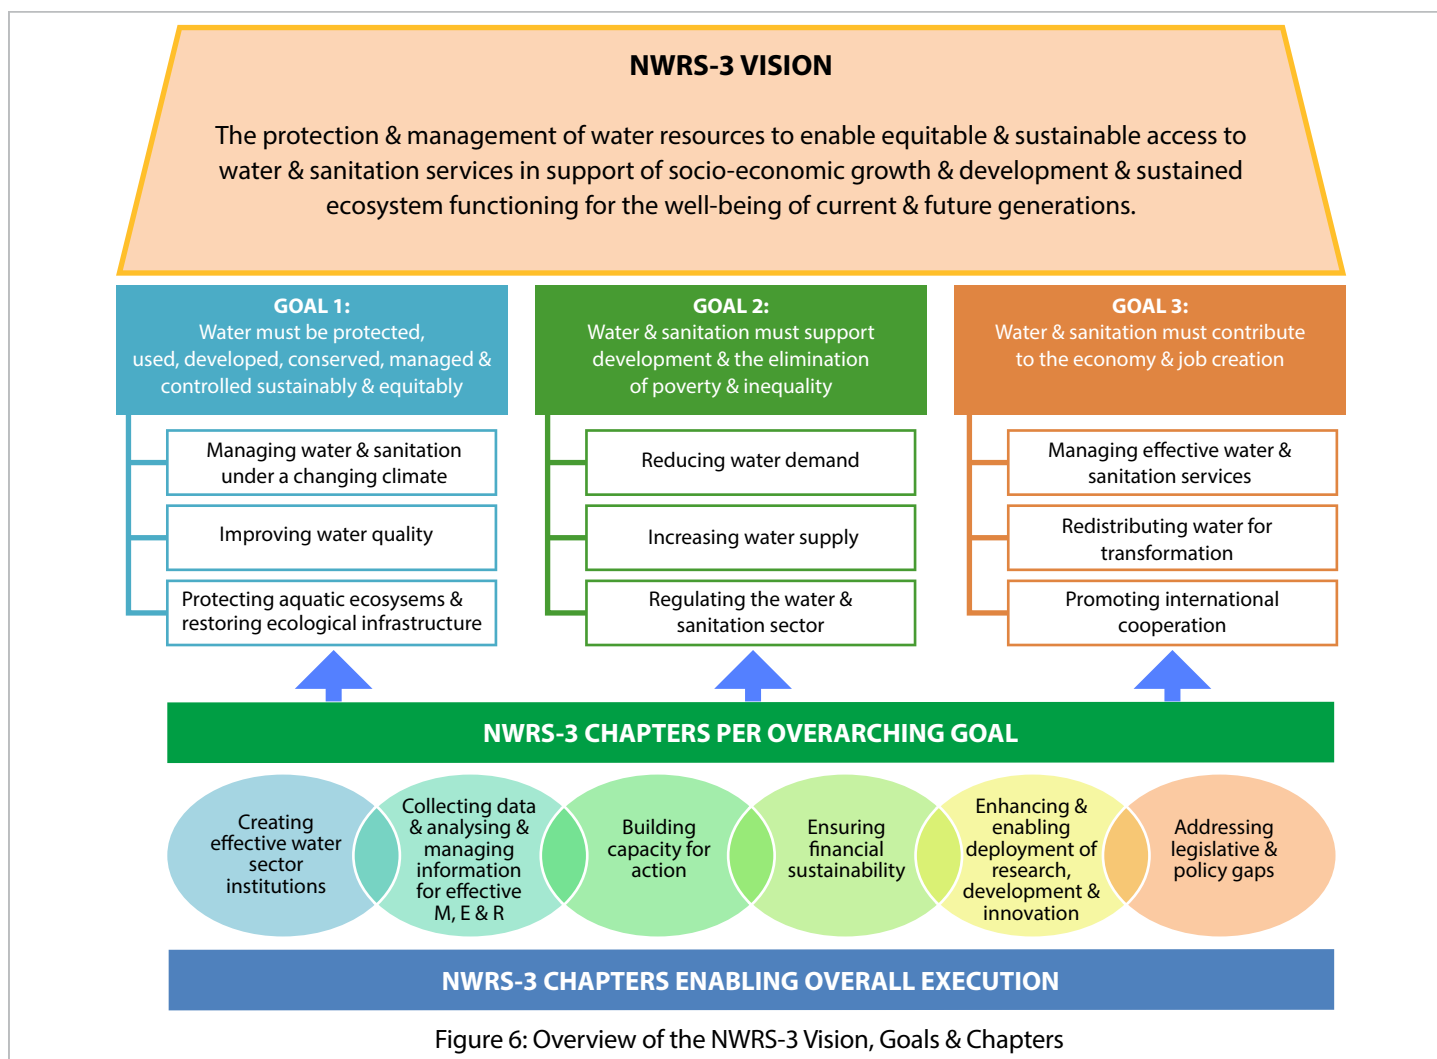 NWRS-3 VISION
The protection & management of water resources to enable equitable & sustainable access to
water & sanitation services in support of socio-economic growth & development & sustained
ecosystem functioning for the well-being of current & future generations.
GOAL 1:
Water must be protected,
used, developed, conserved, managed &
controlled sustainably & equitably
Managing water & sanitation
under a changing climate
Improving water quality
Protecting aquatic ecosysems &
restoring ecological infrastructure
GOAL 2:
Water & sanitation must support
development & the elimination
of poverty & inequality
Reducing water demand
Increasing water supply
Regulating the water &
sanitation sector
GOAL 3:
Water & sanitation must contribute
to the economy & job creation
Managing effective water &
sanitation services
Redistributing water for
transformation
Promoting international
cooperation
NWRS-3 CHAPTERS PER OVERARCHING GOAL
Creating
effective water
sector
institutions
Collecting data
& analysing &
managing
information
for effective
M, E & R
Building
capacity for
action
Ensuring
financial
sustainability
Enhancing &
enabling
deployment of
research,
development &
innovation
Addressing
legislative &
policy gaps
NWRS-3 CHAPTERS ENABLING OVERALL EXECUTION
Figure 6: Overview of the NWRS-3 Vision, Goals & Chapters